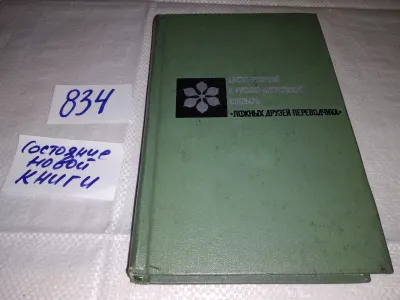 834
Состояние
новой
книги
АНГЛО-РУССКИЙ
И РУССКО-АНГЛИЙСКИЙ
СЛОВАРЬ
«ЛОЖНЫХ ДРУЗЕЙ ПЕРЕВОДЧИКА»